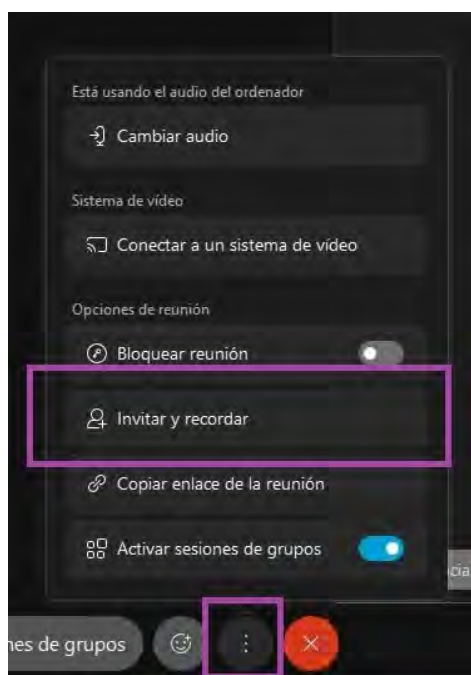 Está usando el audio del ordenador
Cambiar audio
Sistema de vídeo
Conectar a un sistema de vídeo
Opciones de reunión
Bloquear reunión
Invitar y recordar
Copiar enlace de la reunión
Activar sesiones de grupos
cia
nes de grupos